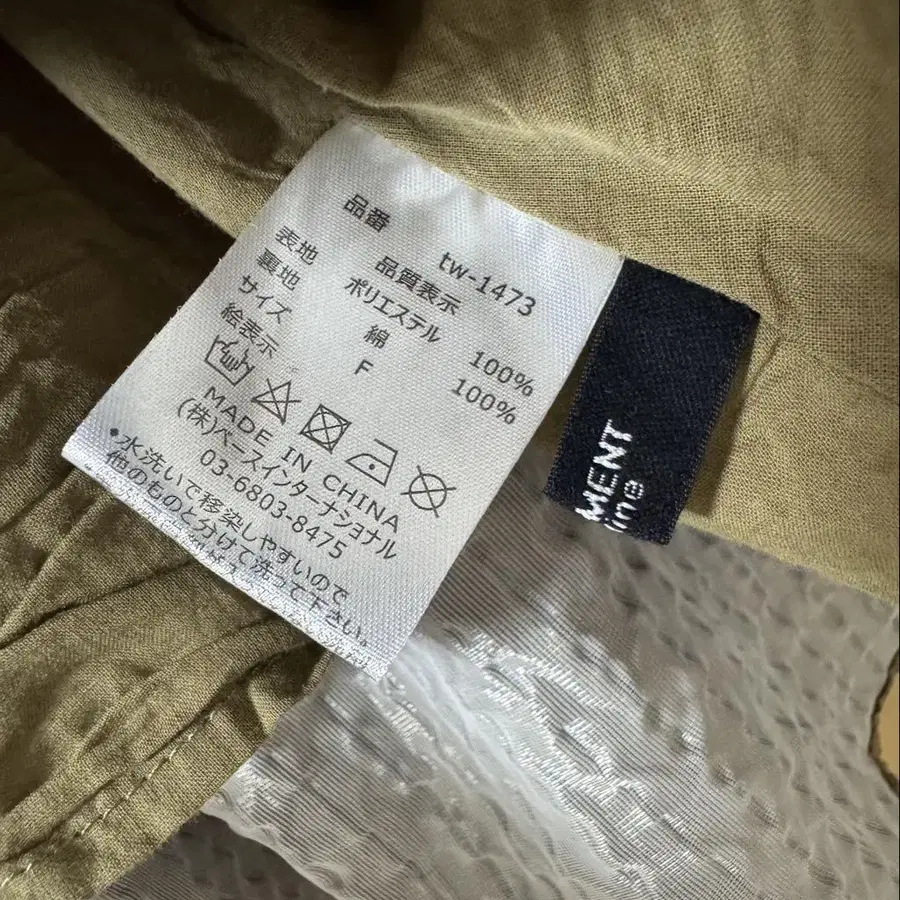 品番 tw-1473
品質表示
表地 ポリエステル 100%
裏地 綿 100%
サイズ F
絵表示
MADE IN CHINA
(株)バースインターナショナル
03-6803-8475
・水洗いで移染しやすいので
他のものと分けて洗って下さい。
MENT
ine